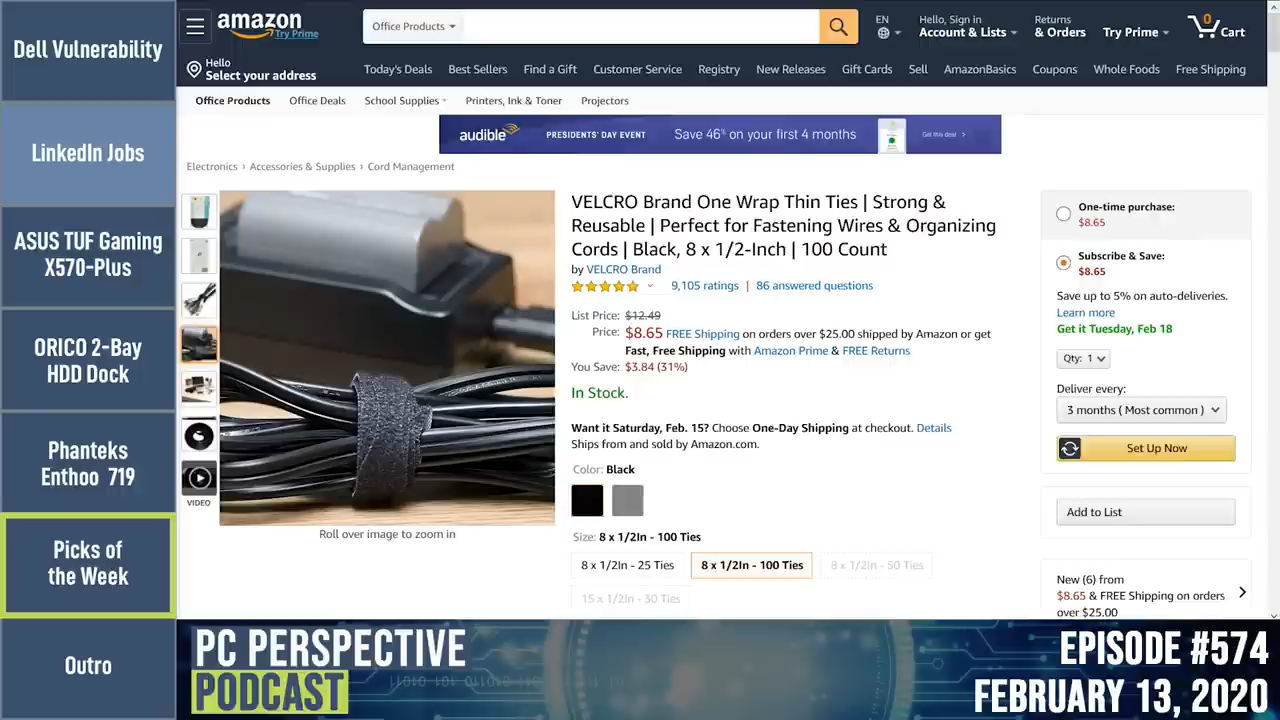 Dell Vulnerability
LinkedIn Jobs
ASUS TUF Gaming
X570-Plus
ORICO 2-Bay
HDD Dock
Phanteks
Enthoo 719
Picks of
the Week
Outro
amazon
Try Prime
Office Products
EN
Hello, Sign in
Account & Lists
Returns
& Orders
Try Prime
0
Cart
Hello
Select your address
Today's Deals
Best Sellers
Find a Gift
Customer Service
Registry
New Releases
Gift Cards
Sell
AmazonBasics
Coupons
Whole Foods
Free Shipping
Office Products
Office Deals
School Supplies
Printers, Ink & Toner
Projectors
audible
PRESIDENTS' DAY EVENT
Save 46% on your first 4 months
Get this deal >
Electronics › Accessories & Supplies › Cord Management
VIDEO
Roll over image to zoom in
VELCRO Brand One Wrap Thin Ties | Strong &
Reusable | Perfect for Fastening Wires & Organizing
Cords | Black, 8 x 1/2-Inch | 100 Count
by VELCRO Brand
9,105 ratings | 86 answered questions
List Price: $12.49
Price: $8.65 FREE Shipping on orders over $25.00 shipped by Amazon or get
Fast, Free Shipping with Amazon Prime & FREE Returns
You Save: $3.84 (31%)
In Stock.
Want it Saturday, Feb. 15? Choose One-Day Shipping at checkout. Details
Ships from and sold by Amazon.com.
Color: Black
Size: 8 x 1/2In - 100 Ties
8 x 1/2In - 25 Ties
8 x 1/2In - 100 Ties
8 x 1/2In - 50 Ties
15 x 1/2In - 30 Ties
One-time purchase:
$8.65
Subscribe & Save:
$8.65
Save up to 5% on auto-deliveries.
Learn more
Get it Tuesday, Feb 18
Qty: 1
Deliver every:
3 months ( Most common )
Set Up Now
Add to List
New (6) from
$8.65 & FREE Shipping on orders
over $25.00
PC PERSPECTIVE
PODCAST
EPISODE #574
FEBRUARY 13, 2020